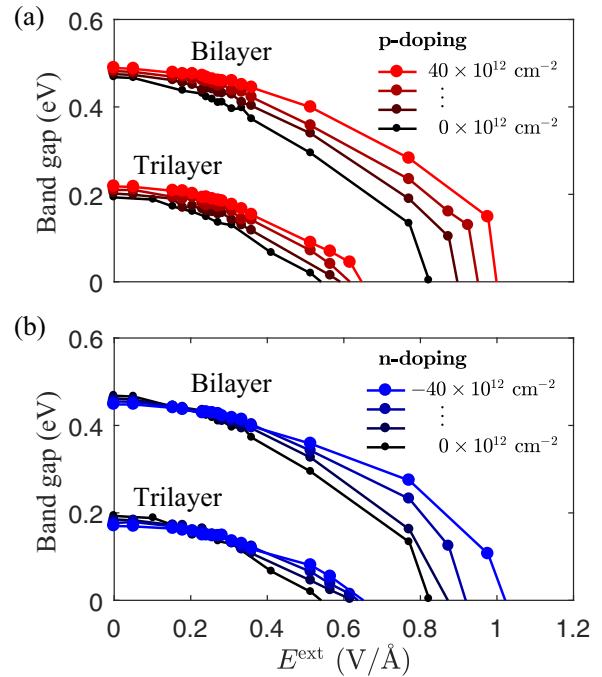 (a)
0.6
0.4
0.2
0
Band gap (eV)
Bilayer
Trilayer
p-doping
40 × 10¹² cm⁻²
⋮
0 × 10¹² cm⁻²
(b)
0.6
0.4
0.2
0
Band gap (eV)
Bilayer
Trilayer
n-doping
−40 × 10¹² cm⁻²
⋮
0 × 10¹² cm⁻²
0 0.2 0.4 0.6 0.8 1 1.2
Eᵉˣᵗ (V/Å)